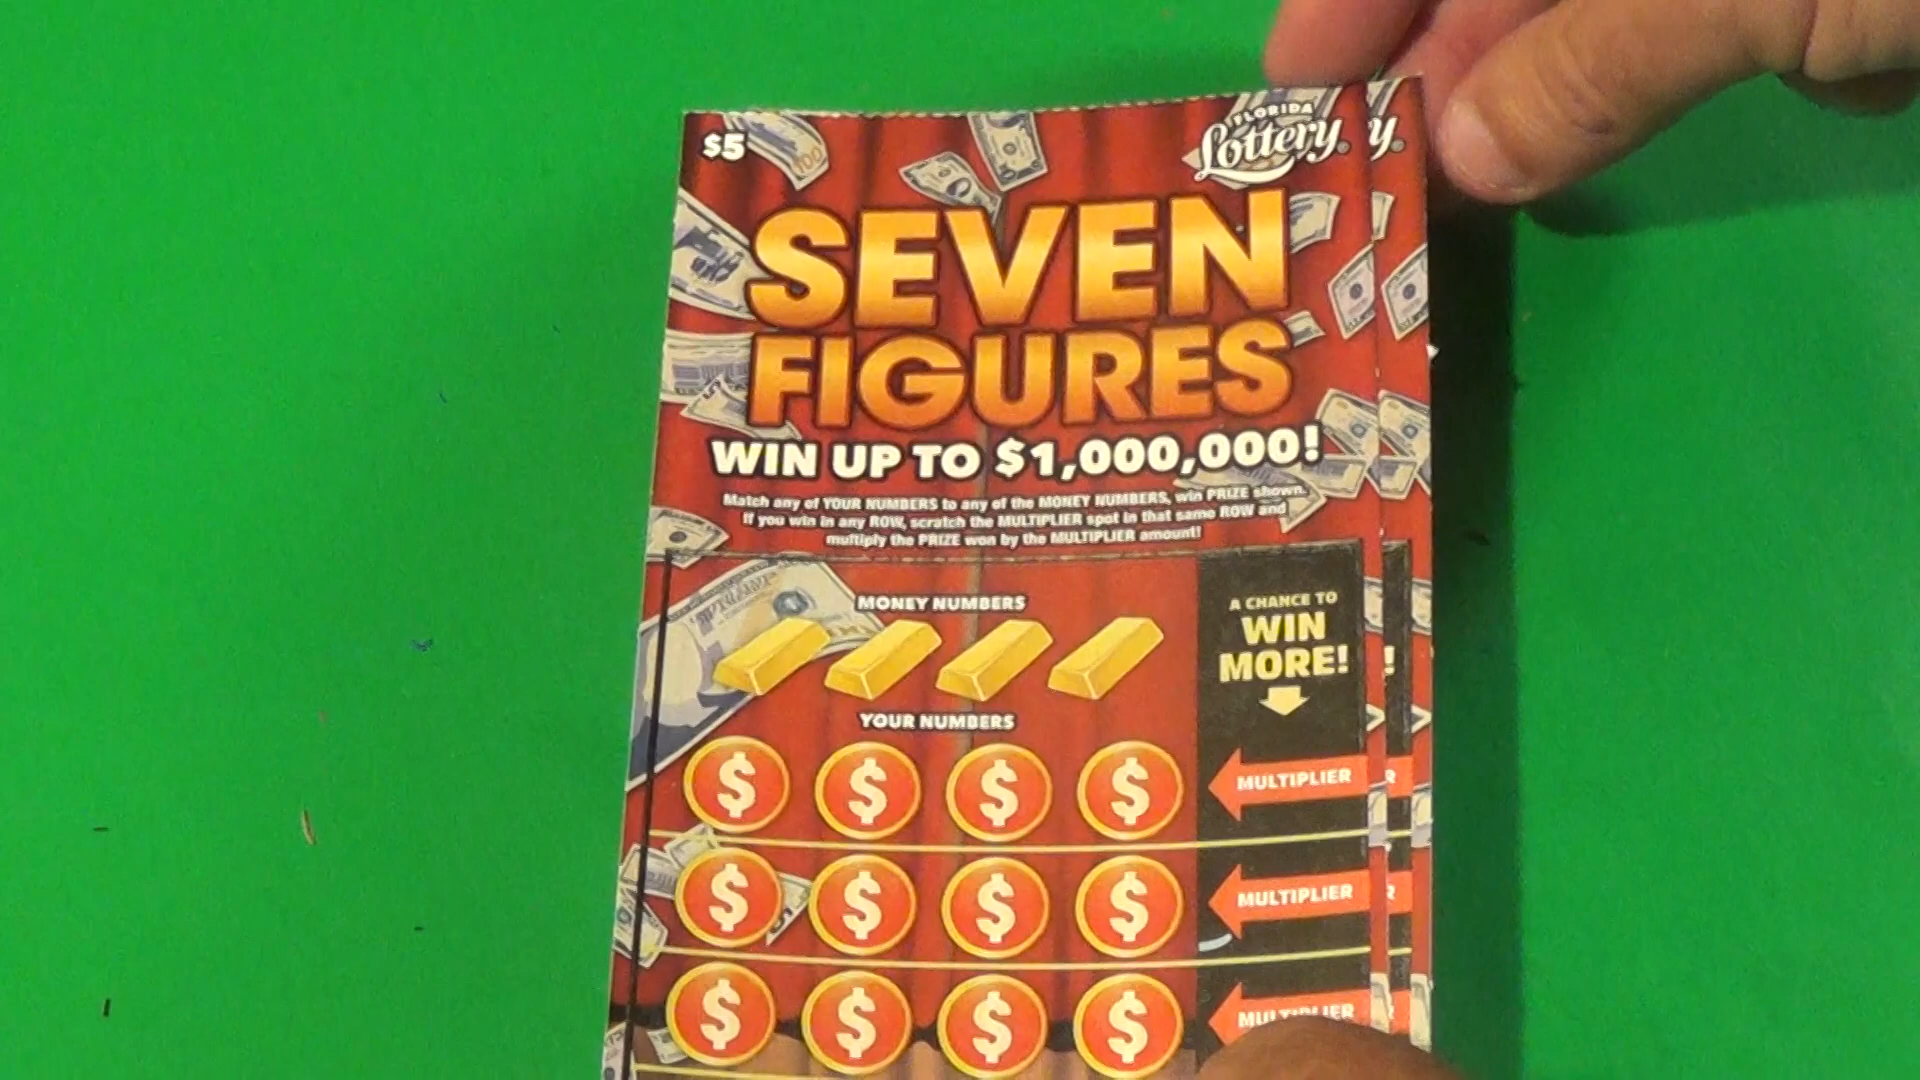 $5
FLORIDA
Lottery® y.®
SEVEN
FIGURES
WIN UP TO $1,000,000!
Match any of YOUR NUMBERS to any of the MONEY NUMBERS, win PRIZE shown.
If you win in any ROW, scratch the MULTIPLIER spot in that same ROW and
multiply the PRIZE won by the MULTIPLIER amount!
MONEY NUMBERS
A CHANCE TO
WIN
MORE! !
YOUR NUMBERS
$ $ $ $ MULTIPLIER R
$ $ $ $ MULTIPLIER R
$ $ $ $ MULTIPLIER R